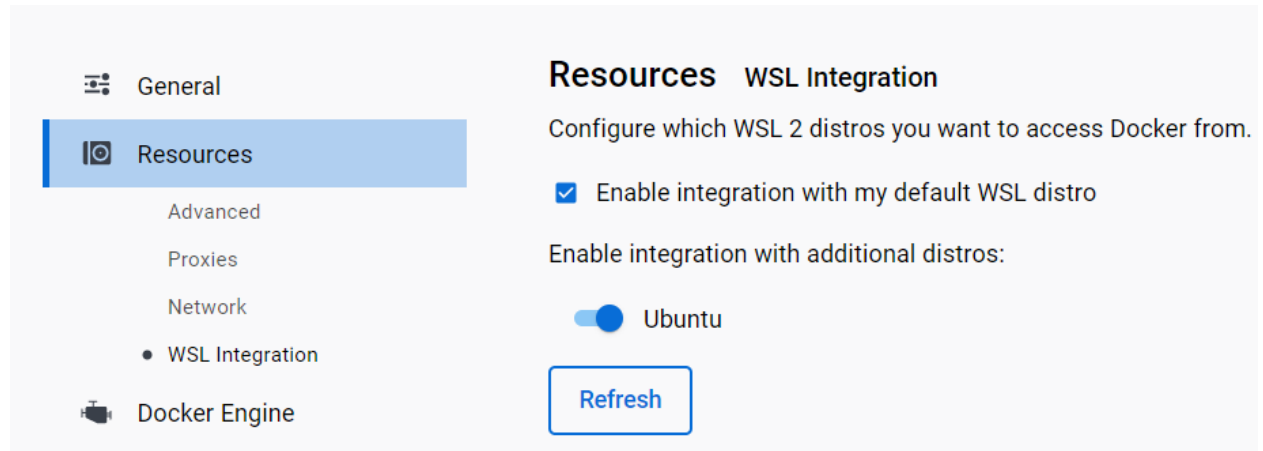 General
Resources
Advanced
Proxies
Network
WSL Integration
Docker Engine
Resources WSL Integration
Configure which WSL 2 distros you want to access Docker from.
Enable integration with my default WSL distro
Enable integration with additional distros:
Ubuntu
Refresh